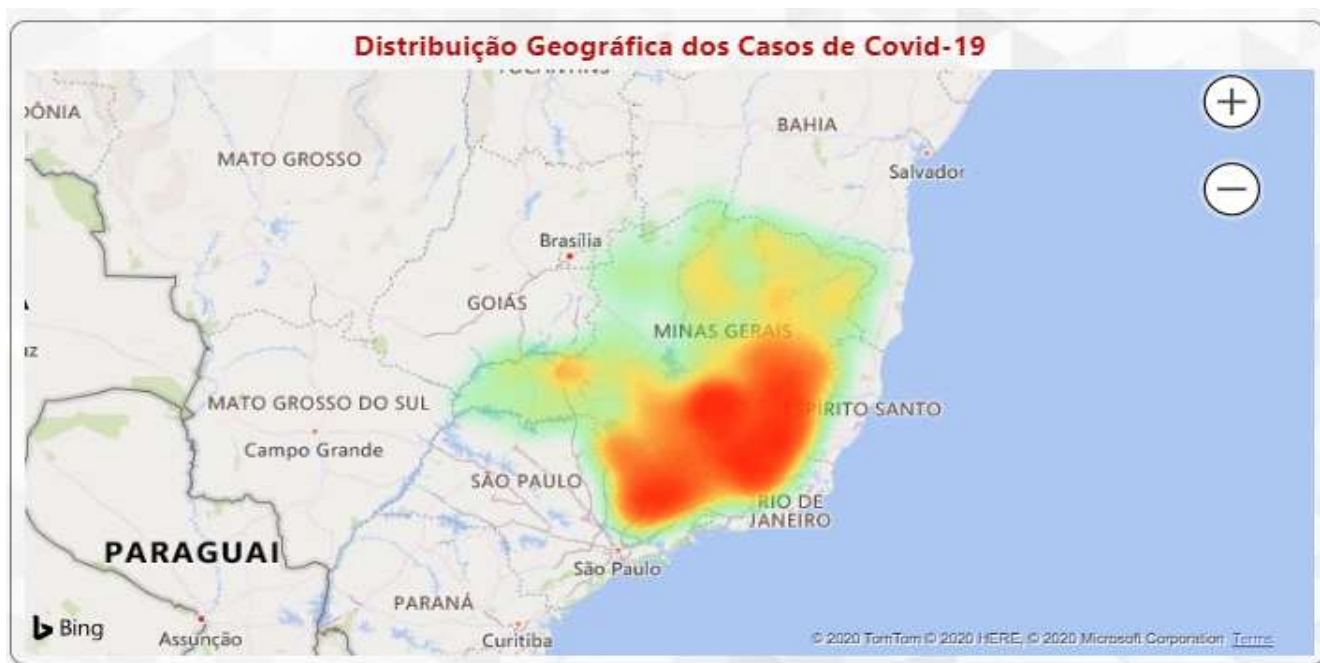 Distribuição Geográfica dos Casos de Covid-19
BAHIA
MATO GROSSO
Salvador
Brasília
GOIÁS
MINAS GERAIS
MATO GROSSO DO SUL
Campo Grande
SÃO PAULO
RIO DE
JANEIRO
PARAGUAI
São Paulo
PARANÁ
Bing
Assunção
Curitiba
© 2020 TomTom © 2020 HERE, © 2020 Microsoft Corporation Terms